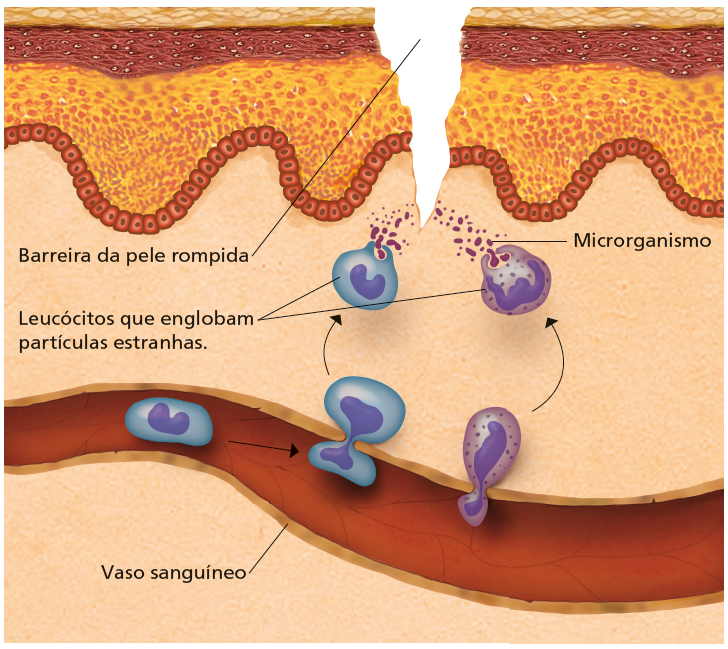 Barreira da pele rompida
Microrganismo
Leucócitos que englobam
partículas estranhas.
Vaso sanguíneo